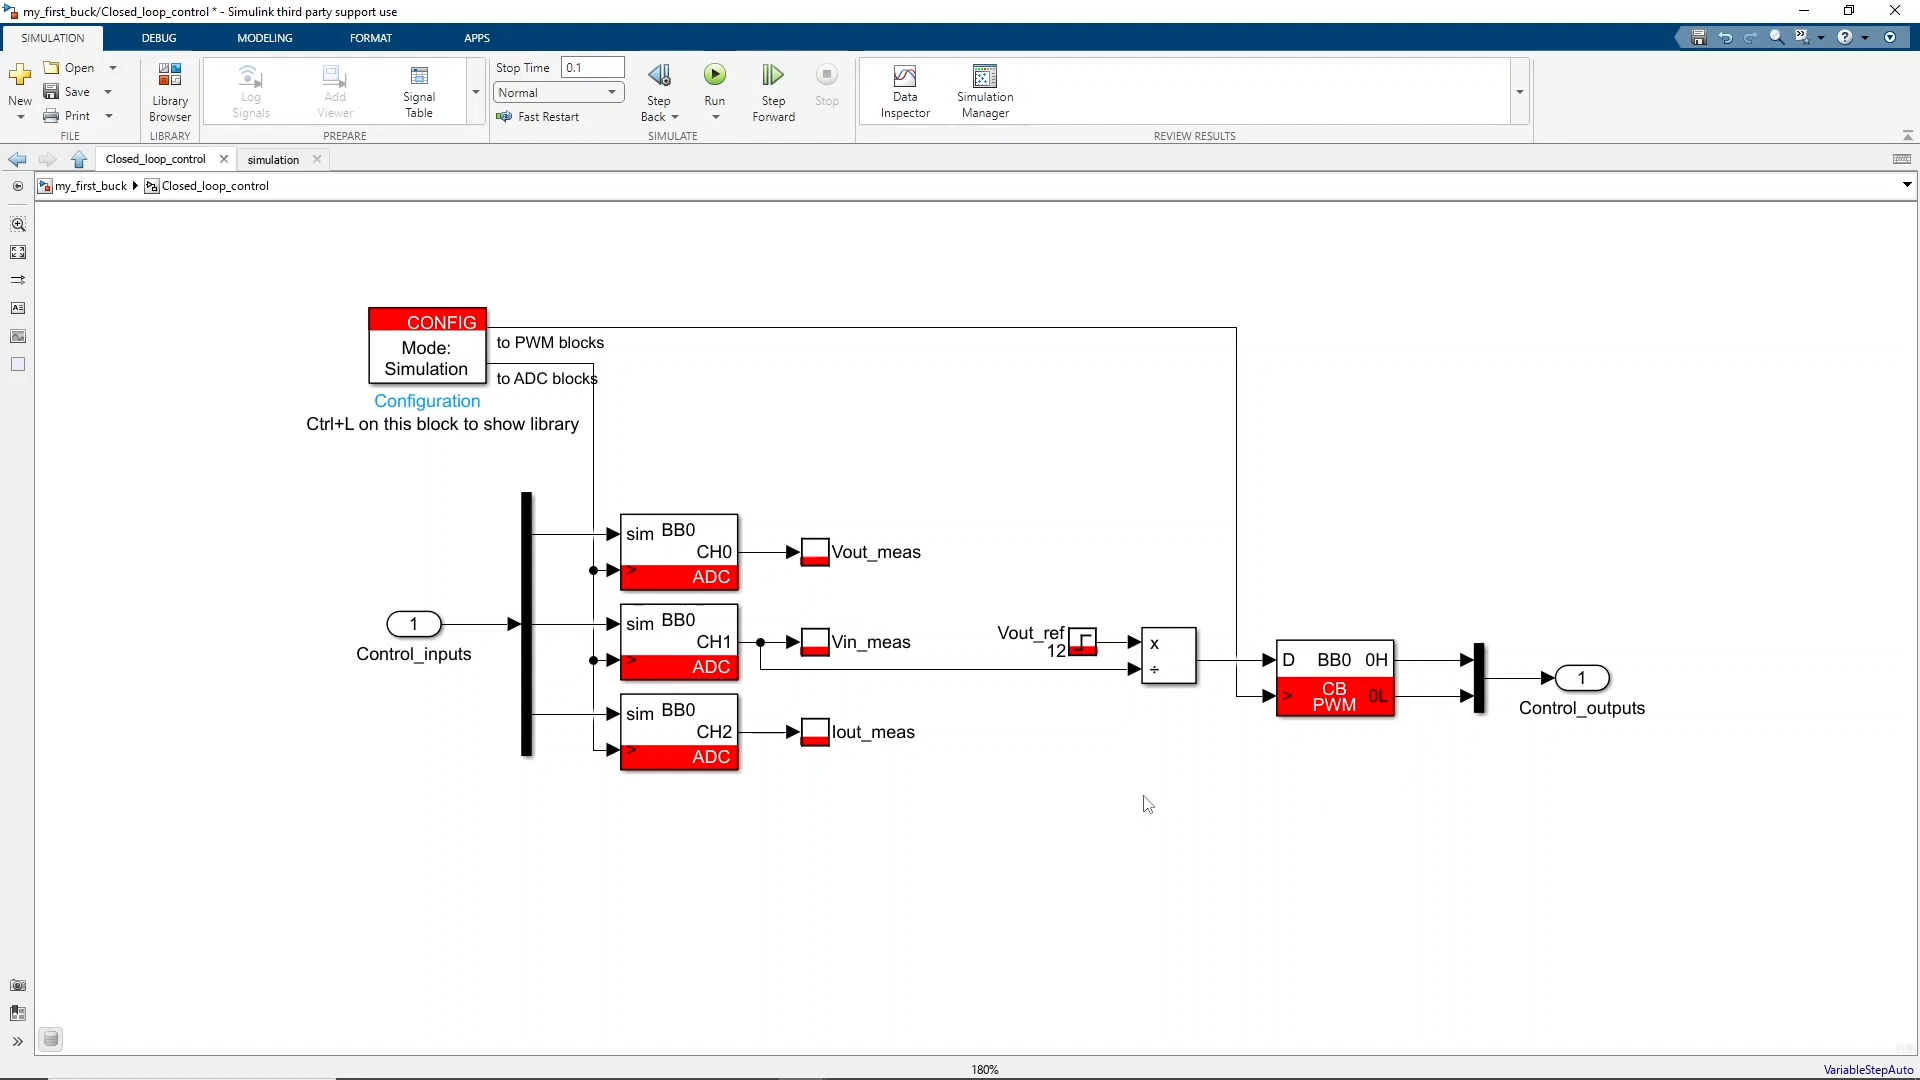 my_first_buck/Closed_loop_control * - Simulink third party support use
SIMULATION
DEBUG
MODELING
FORMAT
APPS
New
Open
Save
Print
FILE
Library
Browser
LIBRARY
Log
Signals
Add
Viewer
Signal
Table
PREPARE
Stop Time 0.1
Normal
Fast Restart
Step
Back
Run
Step
Forward
Stop
SIMULATE
Data
Inspector
Simulation
Manager
REVIEW RESULTS
Closed_loop_control
simulation
my_first_buck
Closed_loop_control
CONFIG
Mode:
Simulation
to PWM blocks
to ADC blocks
Configuration
Ctrl+L on this block to show library
1
Control_inputs
sim BB0
CH0
> ADC
Vout_meas
sim BB0
CH1
> ADC
Vin_meas
sim BB0
CH2
> ADC
Iout_meas
Vout_ref
12
x
÷
D BB0 0H
CB
> PWM 0L
1
Control_outputs
180%
VariableStepAuto